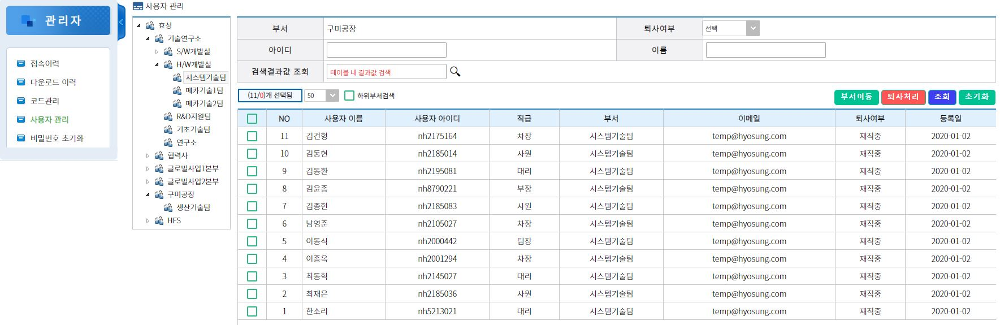 관리자
접속이력
다운로드 이력
코드관리
사용자 관리
비밀번호 초기화
사용자 관리
효성
기술연구소
S/W개발실
H/W개발실
시스템기술팀
메카기술1팀
메카기술2팀
R&D지원팀
기초기술팀
연구소
협력사
글로벌사업1본부
글로벌사업2본부
구미공장
생산기술팀
HFS
부서 구미공장 퇴사여부 선택
아이디 이름
검색결과값 조회 테이블 내 결과값 검색
(11/0)개 선택됨 50 하위부서검색 부서이동 퇴사처리 조회 초기화
NO 사용자 이름 사용자 아이디 직급 부서 이메일 퇴사여부 등록일
11 김건형 nh2175164 차장 시스템기술팀 temp@hyosung.com 재직중 2020-01-02
10 김동현 nh2185014 사원 시스템기술팀 temp@hyosung.com 재직중 2020-01-02
9 김동환 nh2195081 대리 시스템기술팀 temp@hyosung.com 재직중 2020-01-02
8 김윤종 nh8790221 부장 시스템기술팀 temp@hyosung.com 재직중 2020-01-02
7 김종현 nh2185083 사원 시스템기술팀 temp@hyosung.com 재직중 2020-01-02
6 남영준 nh2105027 차장 시스템기술팀 temp@hyosung.com 재직중 2020-01-02
5 이동식 nh2000442 팀장 시스템기술팀 temp@hyosung.com 재직중 2020-01-02
4 이종옥 nh2001294 차장 시스템기술팀 temp@hyosung.com 재직중 2020-01-02
3 최동혁 nh2145027 대리 시스템기술팀 temp@hyosung.com 재직중 2020-01-02
2 최재은 nh2185036 사원 시스템기술팀 temp@hyosung.com 재직중 2020-01-02
1 한소리 nh5213021 대리 시스템기술팀 temp@hyosung.com 재직중 2020-01-02